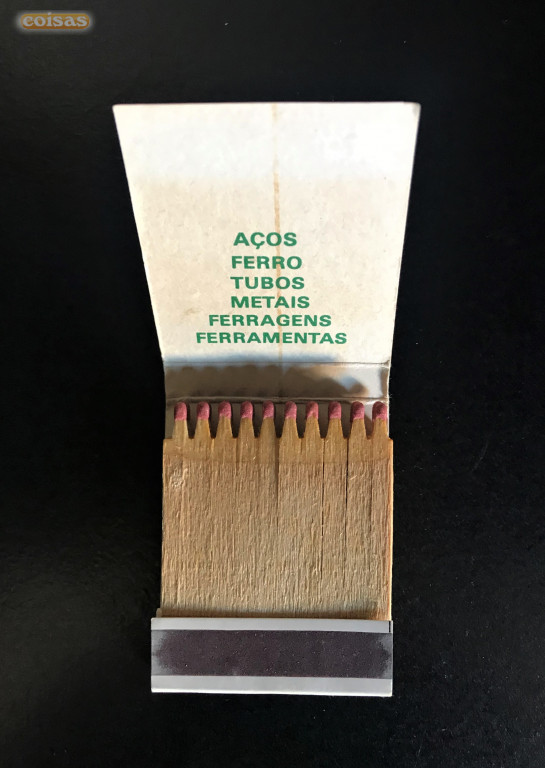 coisas
AÇOS
FERRO
TUBOS
METAIS
FERRAGENS
FERRAMENTAS